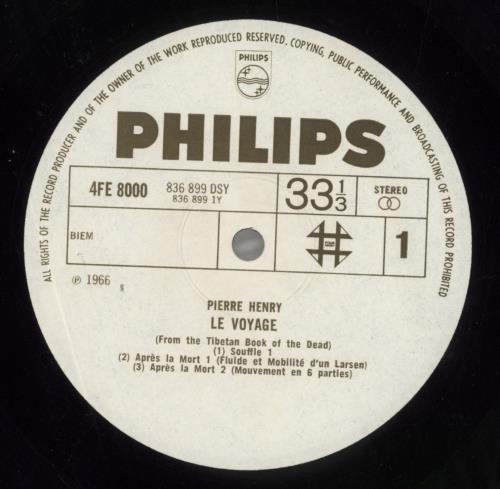 ALL RIGHTS OF THE RECORD PRODUCER AND OF THE OWNER OF THE WORK REPRODUCED RESERVED. COPYING, PUBLIC PERFORMANCE AND BROADCASTING OF THIS RECORD PROHIBITED
PHILIPS
PHILIPS
4FE 8000
836 899 DSY
836 899 1Y
33 1/3
STEREO
BIEM
1
℗ 1966
PIERRE HENRY
LE VOYAGE
(From the Tibetan Book of the Dead)
(1) Souffle 1
(2) Après la Mort 1 (Fluide et Mobilité d'un Larsen)
(3) Après la Mort 2 (Mouvement en 6 parties)